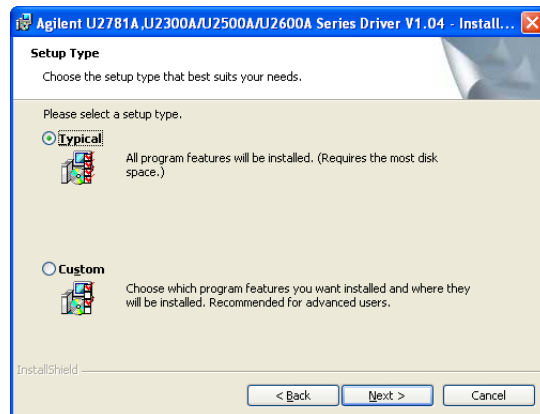 Agilent U2781A,U2300A/U2500A/U2600A Series Driver V1.04 - Install...
Setup Type
Choose the setup type that best suits your needs.
Please select a setup type.
Typical
All program features will be installed. (Requires the most disk
space.)
Custom
Choose which program features you want installed and where they
will be installed. Recommended for advanced users.
InstallShield
< Back
Next >
Cancel